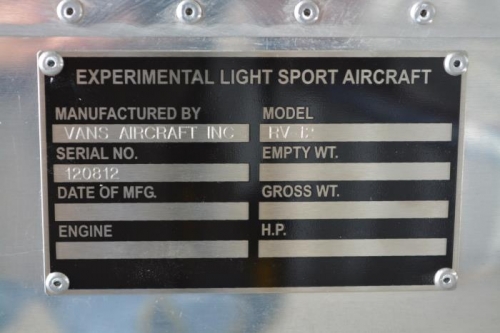 EXPERIMENTAL LIGHT SPORT AIRCRAFT
MANUFACTURED BY MODEL
VANS AIRCRAFT INC RV
SERIAL NO. EMPTY WT.
120812
DATE OF MFG. GROSS WT.
ENGINE H.P.